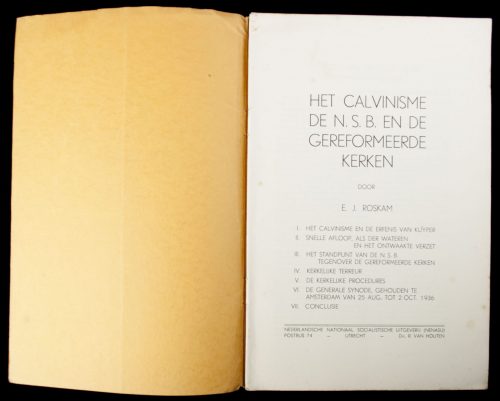 HET CALVINISME
DE N. S. B. EN DE
GEREFORMEERDE
KERKEN
DOOR
E. J. ROSKAM
I. HET CALVINISME EN DE ERFENIS VAN KUYPER
II. SNELLE AFLOOP, ALS DER WATEREN
EN HET ONTWAAKTE VERZET
III. HET STANDPUNT VAN DE N. S. B.
TEGENOVER DE GEREFORMEERDE KERKEN
IV. KERKELIJKE TERREUR
V. DE KERKELIJKE PROCEDURES
VI. DE GENERALE SYNODE, GEHOUDEN TE
AMSTERDAM VAN 25 AUG. TOT 2 OCT. 1936
VII. CONCLUSIE
NEDERLANDSCHE NATIONAAL SOCIALISTISCHE UITGEVERIJ (NENASU)
POSTBUS 74 – UTRECHT – Dir. R. VAN HOUTEN